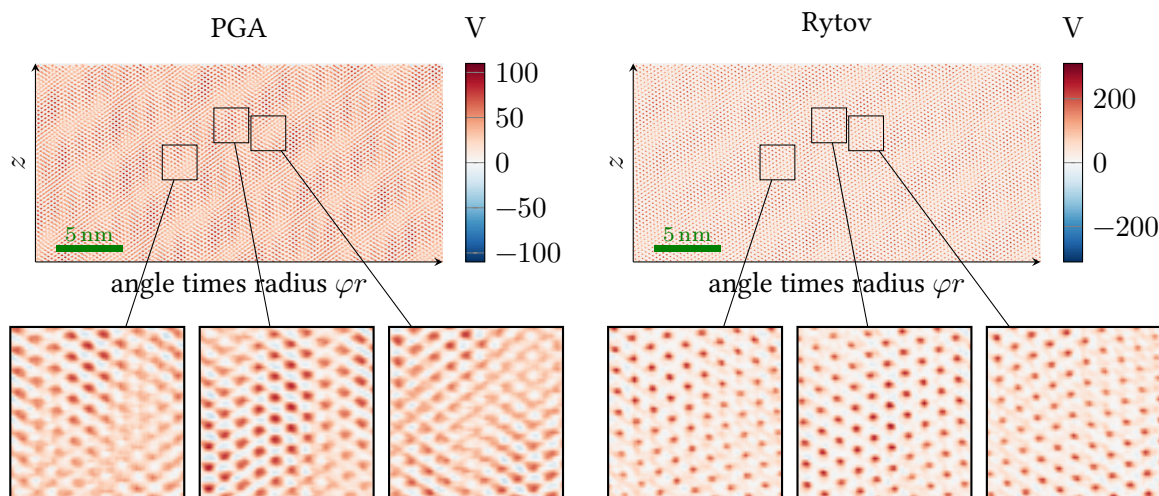 PGA
V
z
100
50
0
−50
−100
5 nm
angle times radius φr
Rytov
V
z
200
0
−200
5 nm
angle times radius φr